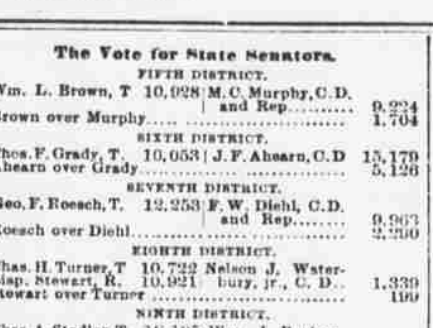 The Vote for State Senators.
FIFTH DISTRICT.
Wm. L. Brown, T 10,928 M. C. Murphy, C. D.
and Rep......... 9,224
Brown over Murphy..... 1,704
SIXTH DISTRICT.
Thos. F. Grady, T. 10,053 J. F. Ahearn, C. D 15,179
Ahearn over Grady..... 5,126
SEVENTH DISTRICT.
Geo. F. Roesch, T. 12,253 F. W. Diehl, C. D.
and Rep......... 9,963
Roesch over Diehl..... 2,290
EIGHTH DISTRICT.
Chas. H. Turner, T 10,722 Nelson J. Water-
Stewart, R. 10,921 bury, jr., C. D.. 1,339
Stewart over Turner..... 199
NINTH DISTRICT.